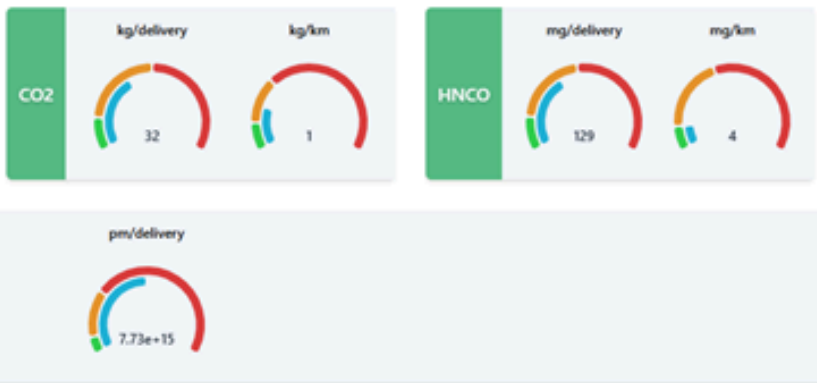 kg/delivery
kg/km
CO2
32
1
mg/delivery
mg/km
HNCO
129
4
pm/delivery
7.73e+15